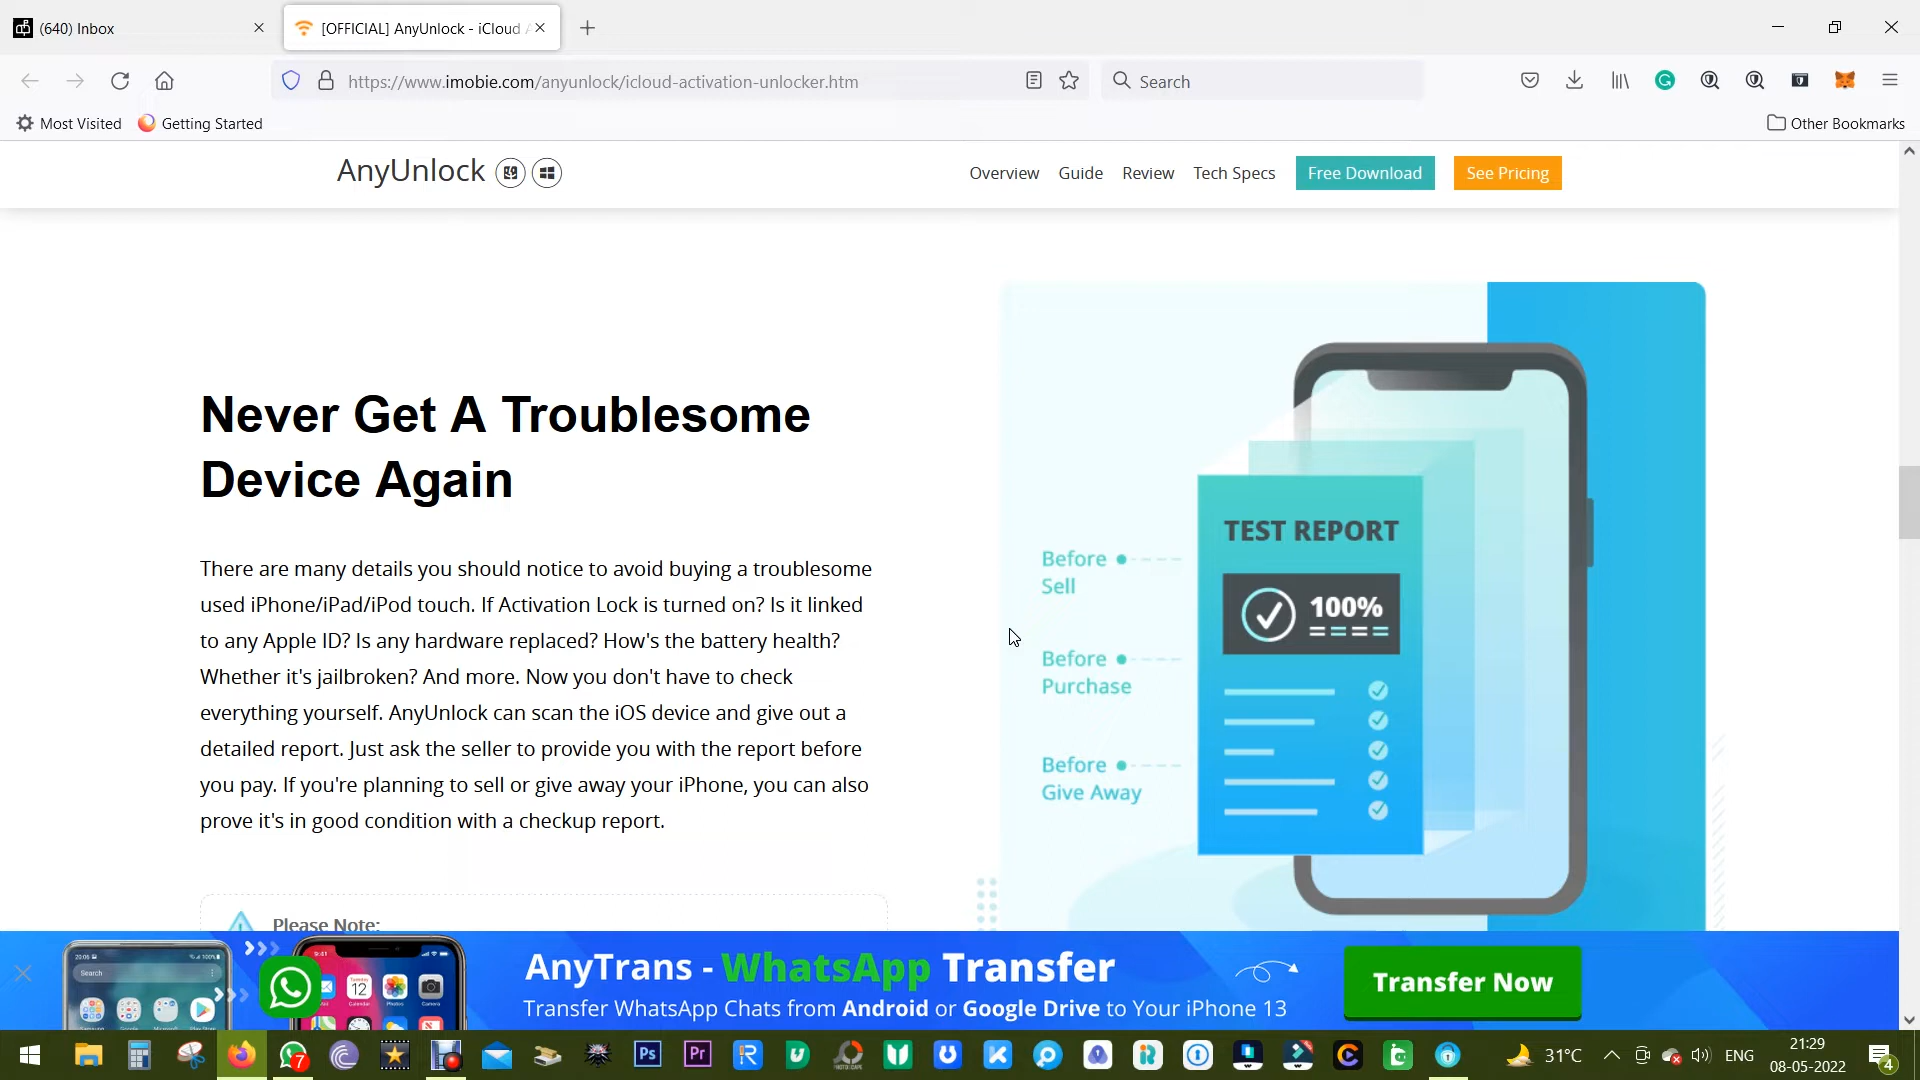 (640) Inbox
[OFFICIAL] AnyUnlock - iCloud
https://www.imobie.com/anyunlock/icloud-activation-unlocker.htm
Search
Most Visited
Getting Started
Other Bookmarks
AnyUnlock
Overview
Guide
Review
Tech Specs
Free Download
See Pricing
Never Get A Troublesome
Device Again
There are many details you should notice to avoid buying a troublesome
used iPhone/iPad/iPod touch. If Activation Lock is turned on? Is it linked
to any Apple ID? Is any hardware replaced? How's the battery health?
Whether it's jailbroken? And more. Now you don't have to check
everything yourself. AnyUnlock can scan the iOS device and give out a
detailed report. Just ask the seller to provide you with the report before
you pay. If you're planning to sell or give away your iPhone, you can also
prove it's in good condition with a checkup report.
Please Note:
TEST REPORT
100%
Before
Sell
Before
Purchase
Before
Give Away
Search
9:41
12
AnyTrans - WhatsApp Transfer
Transfer WhatsApp Chats from Android or Google Drive to Your iPhone 13
Transfer Now
7
Ps
Pr
31°C
ENG
21:29
08-05-2022
4